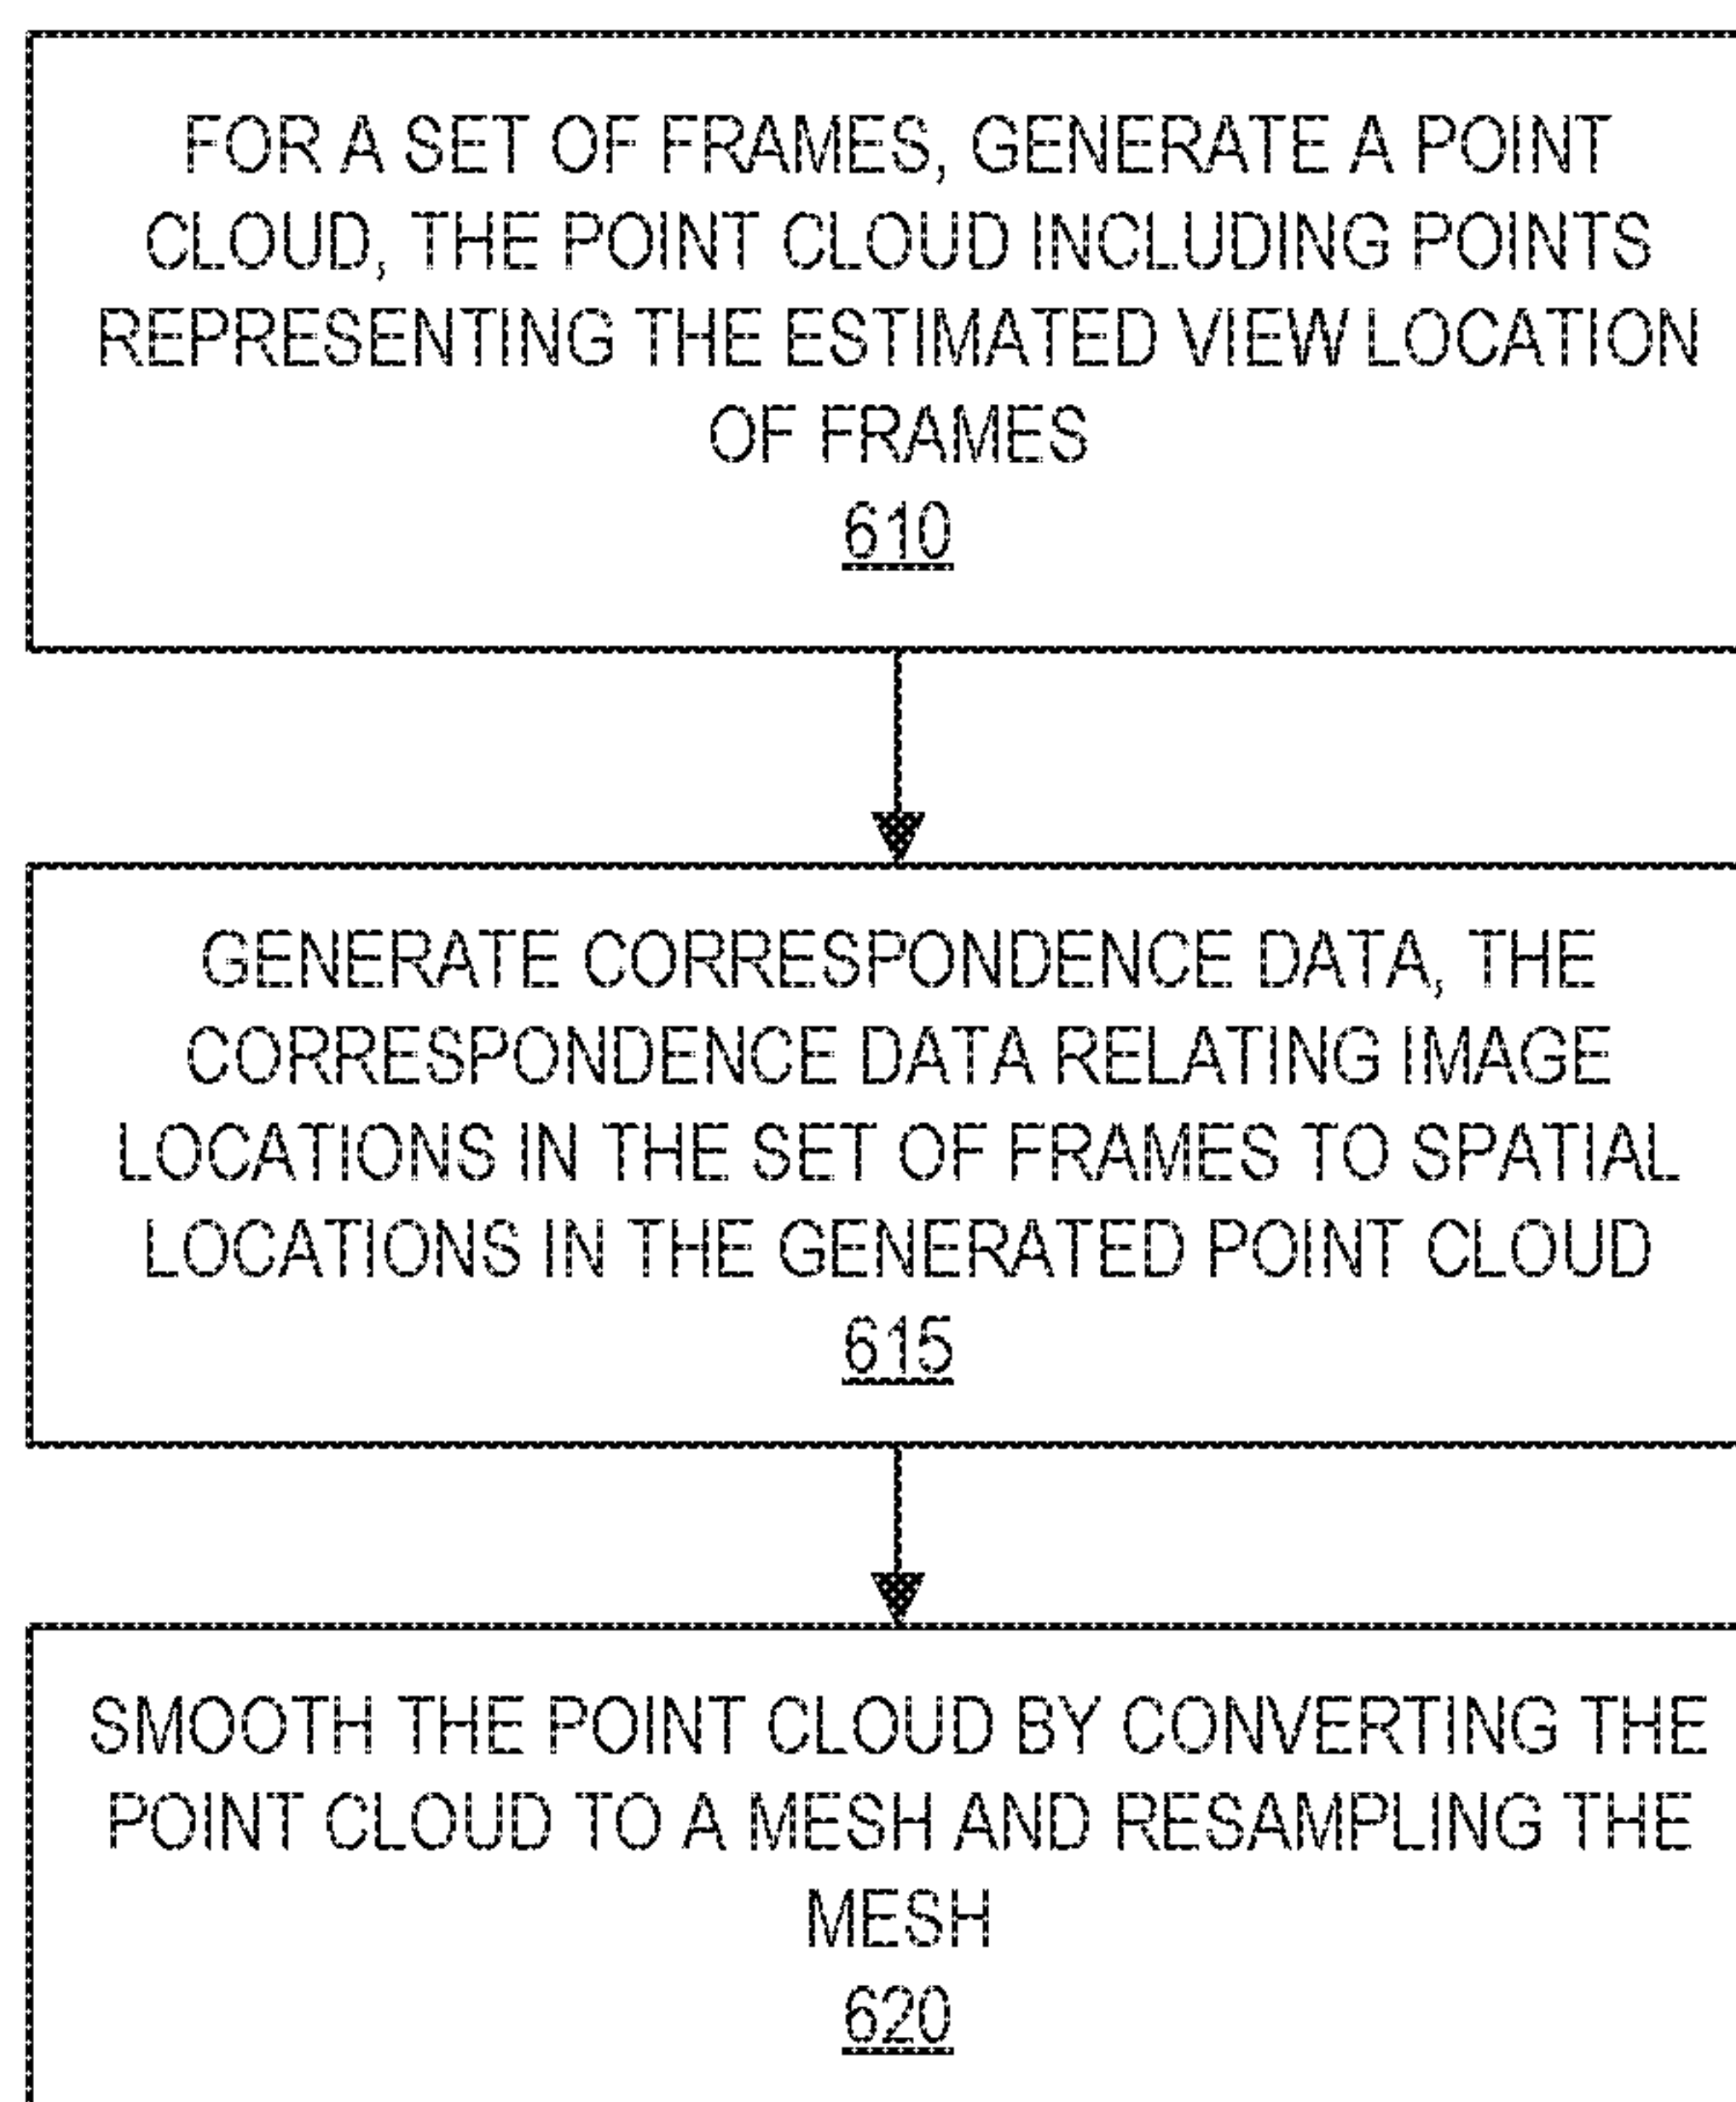 FOR A SET OF FRAMES, GENERATE A POINT
CLOUD, THE POINT CLOUD INCLUDING POINTS
REPRESENTING THE ESTIMATED VIEW LOCATION
OF FRAMES
610
GENERATE CORRESPONDENCE DATA, THE
CORRESPONDENCE DATA RELATING IMAGE
LOCATIONS IN THE SET OF FRAMES TO SPATIAL
LOCATIONS IN THE GENERATED POINT CLOUD
615
SMOOTH THE POINT CLOUD BY CONVERTING THE
POINT CLOUD TO A MESH AND RESAMPLING THE
MESH
620